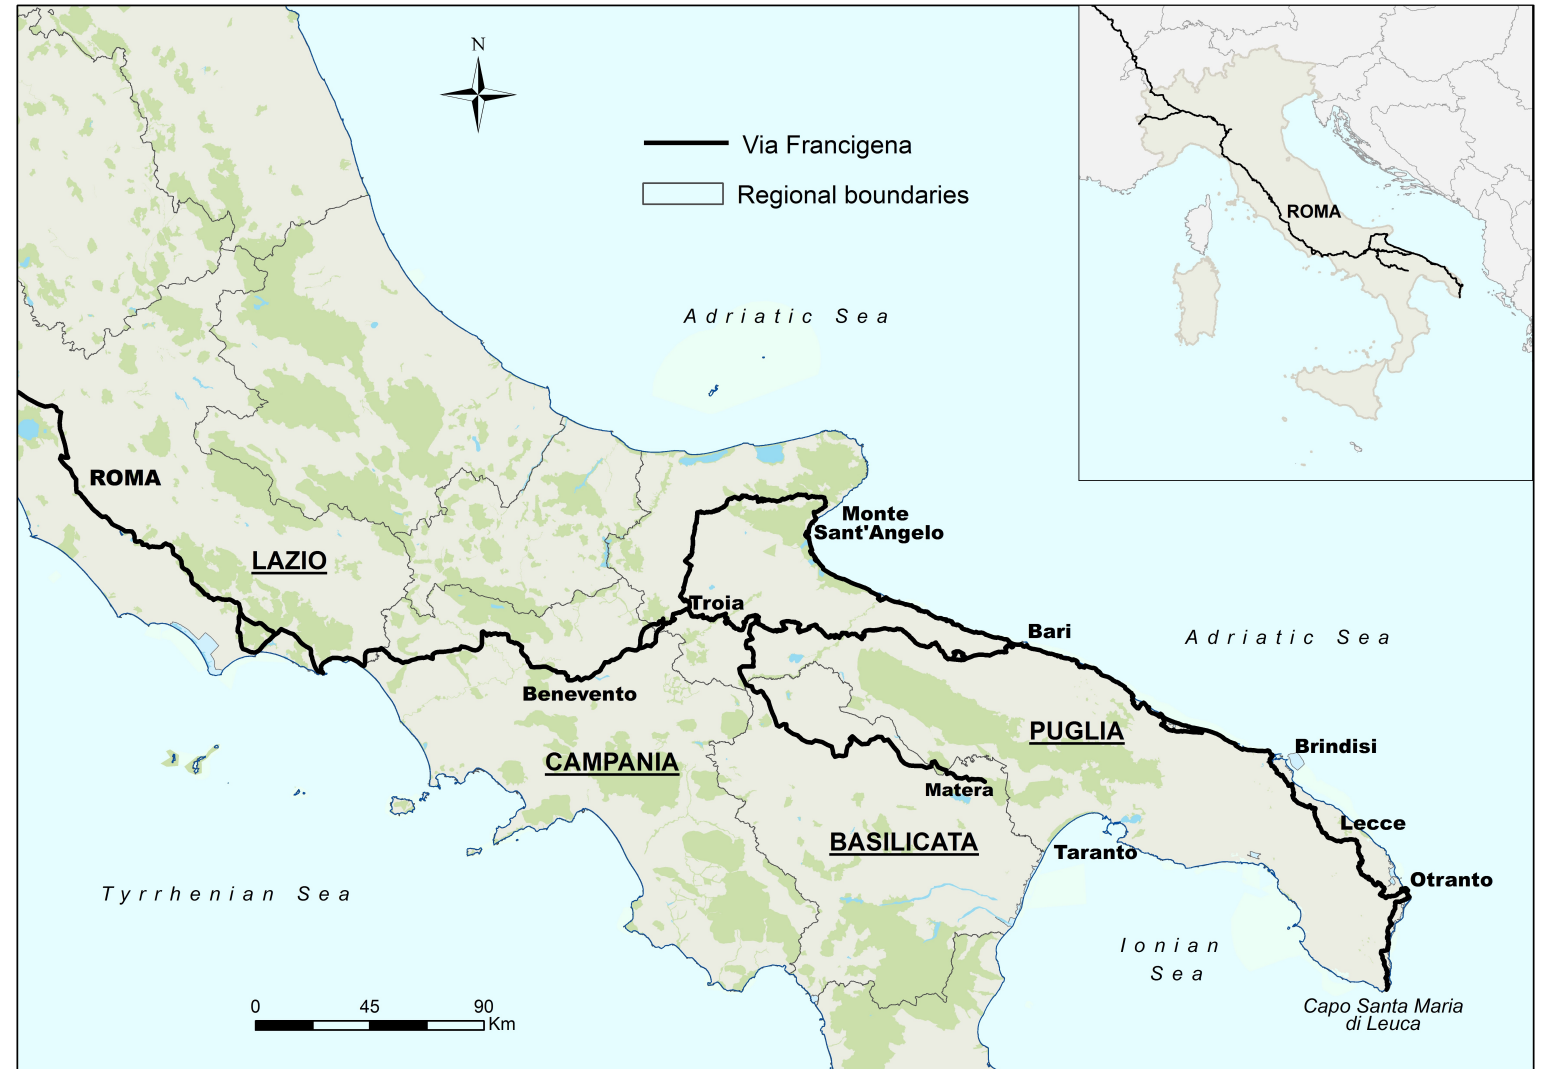 N
Via Francigena
Regional boundaries
ROMA
Adriatic Sea
ROMA
Monte
Sant'Angelo
LAZIO
Troia
Bari
Adriatic Sea
Benevento
PUGLIA
Brindisi
CAMPANIA
Matera
Lecce
BASILICATA
Taranto
Otranto
Tyrrhenian Sea
Ionian
Sea
0 45 90
Km
Capo Santa Maria
di Leuca